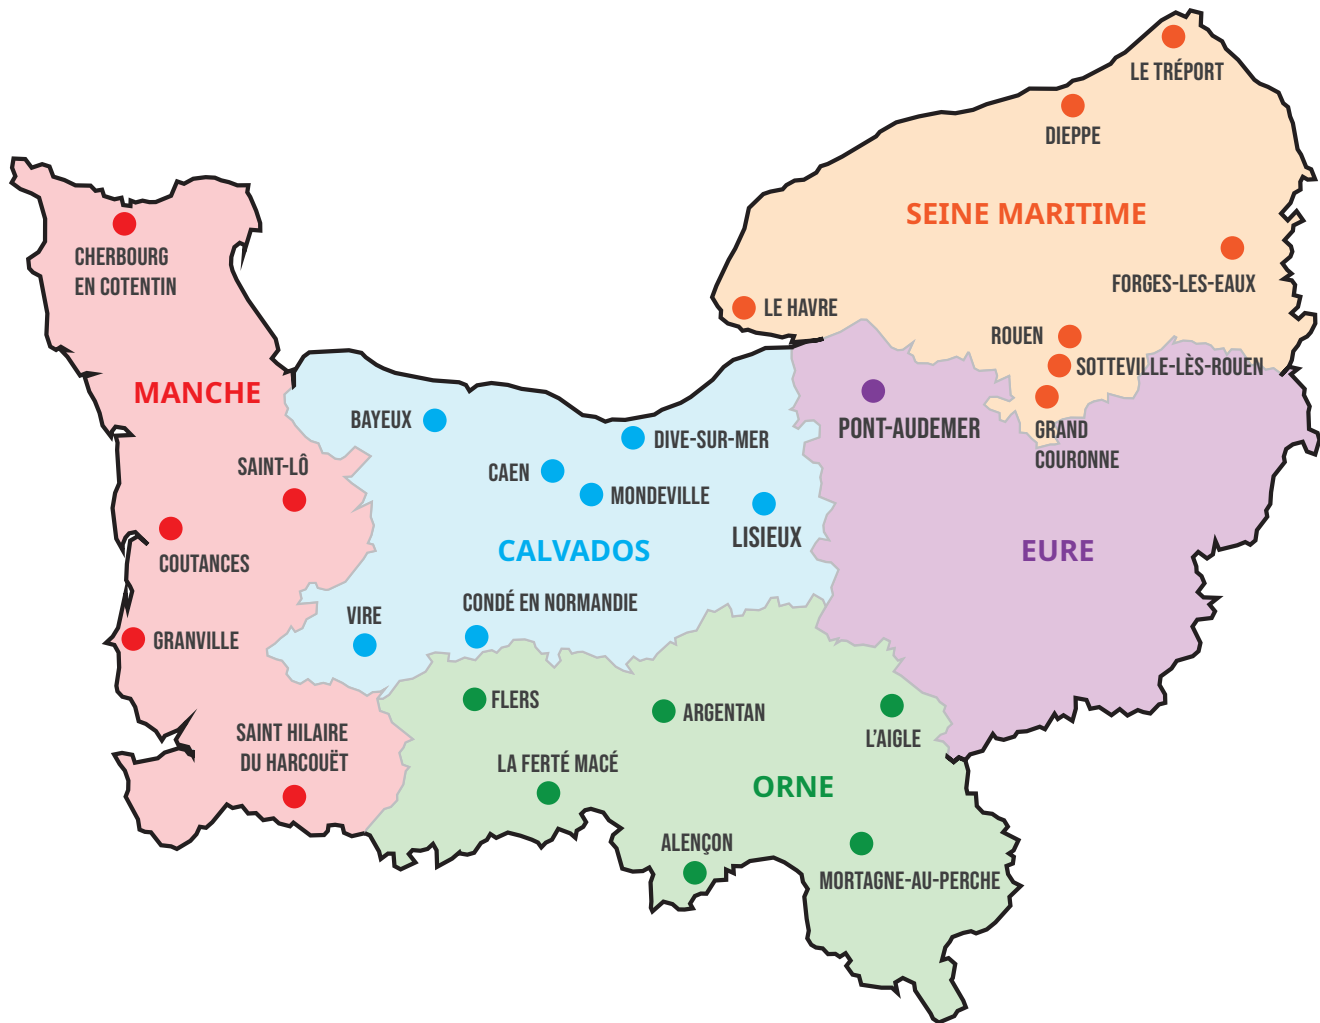 LE TRÉPORT
DIEPPE
SEINE MARITIME
CHERBOURG
EN COTENTIN
FORGES-LES-EAUX
LE HAVRE
ROUEN
SOTTEVILLE-LÈS-ROUEN
MANCHE
BAYEUX
PONT-AUDEMER
GRAND
COURONNE
DIVE-SUR-MER
SAINT-LÔ
CAEN
MONDEVILLE
LISIEUX
CALVADOS
EURE
COUTANCES
CONDÉ EN NORMANDIE
VIRE
GRANVILLE
FLERS
ARGENTAN
SAINT HILAIRE
DU HARCOUËT
L’AIGLE
LA FERTÉ MACÉ
ORNE
ALENÇON
MORTAGNE-AU-PERCHE